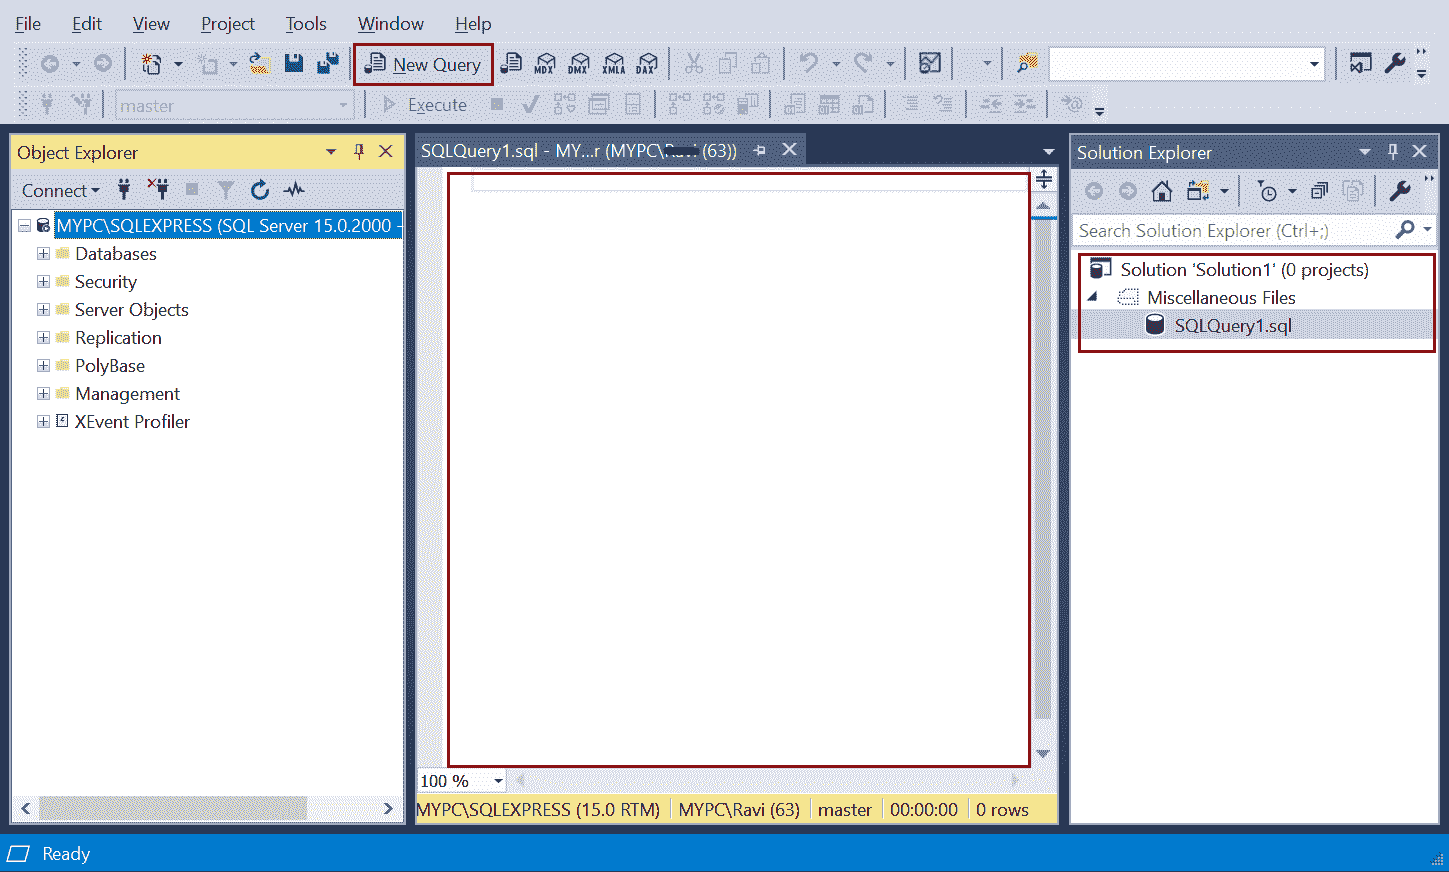 File Edit View Project Tools Window Help
New Query MDX DMX XMLA DAX
master Execute
Object Explorer
Connect
MYPC\SQLEXPRESS (SQL Server 15.0.2000 -
Databases
Security
Server Objects
Replication
PolyBase
Management
XEvent Profiler
SQLQuery1.sql - MY...r (MYPC\ (63))
100 %
MYPC\SQLEXPRESS (15.0 RTM) MYPC\Ravi (63) master 00:00:00 0 rows
Solution Explorer
Search Solution Explorer (Ctrl+;)
Solution 'Solution1' (0 projects)
Miscellaneous Files
SQLQuery1.sql
Ready